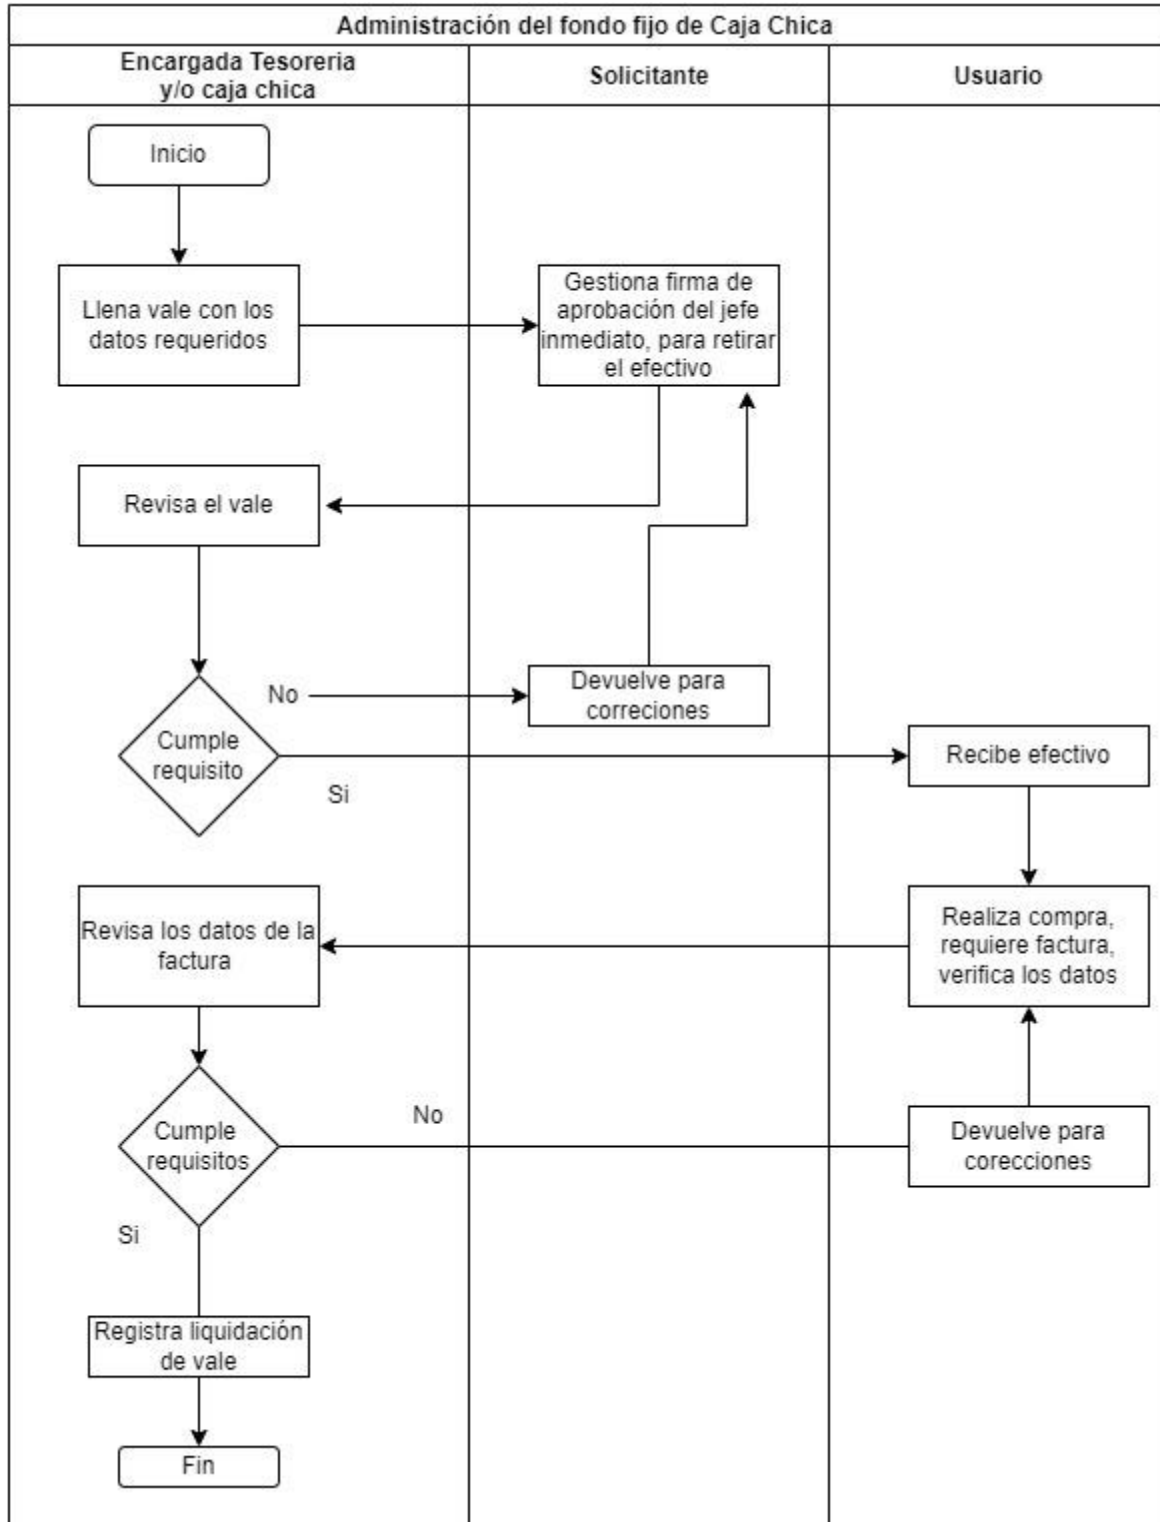 Administración del fondo fijo de Caja Chica
Encargada Tesoreria
y/o caja chica
Solicitante
Usuario
Inicio
Llena vale con los
datos requeridos
Gestiona firma de
aprobación del jefe
inmediato, para retirar
el efectivo
Revisa el vale
No
Devuelve para
correciones
Cumple
requisito
Si
Recibe efectivo
Realiza compra,
requiere factura,
verifica los datos
Revisa los datos de la
factura
Cumple
requisitos
No
Devuelve para
corecciones
Si
Registra liquidación
de vale
Fin